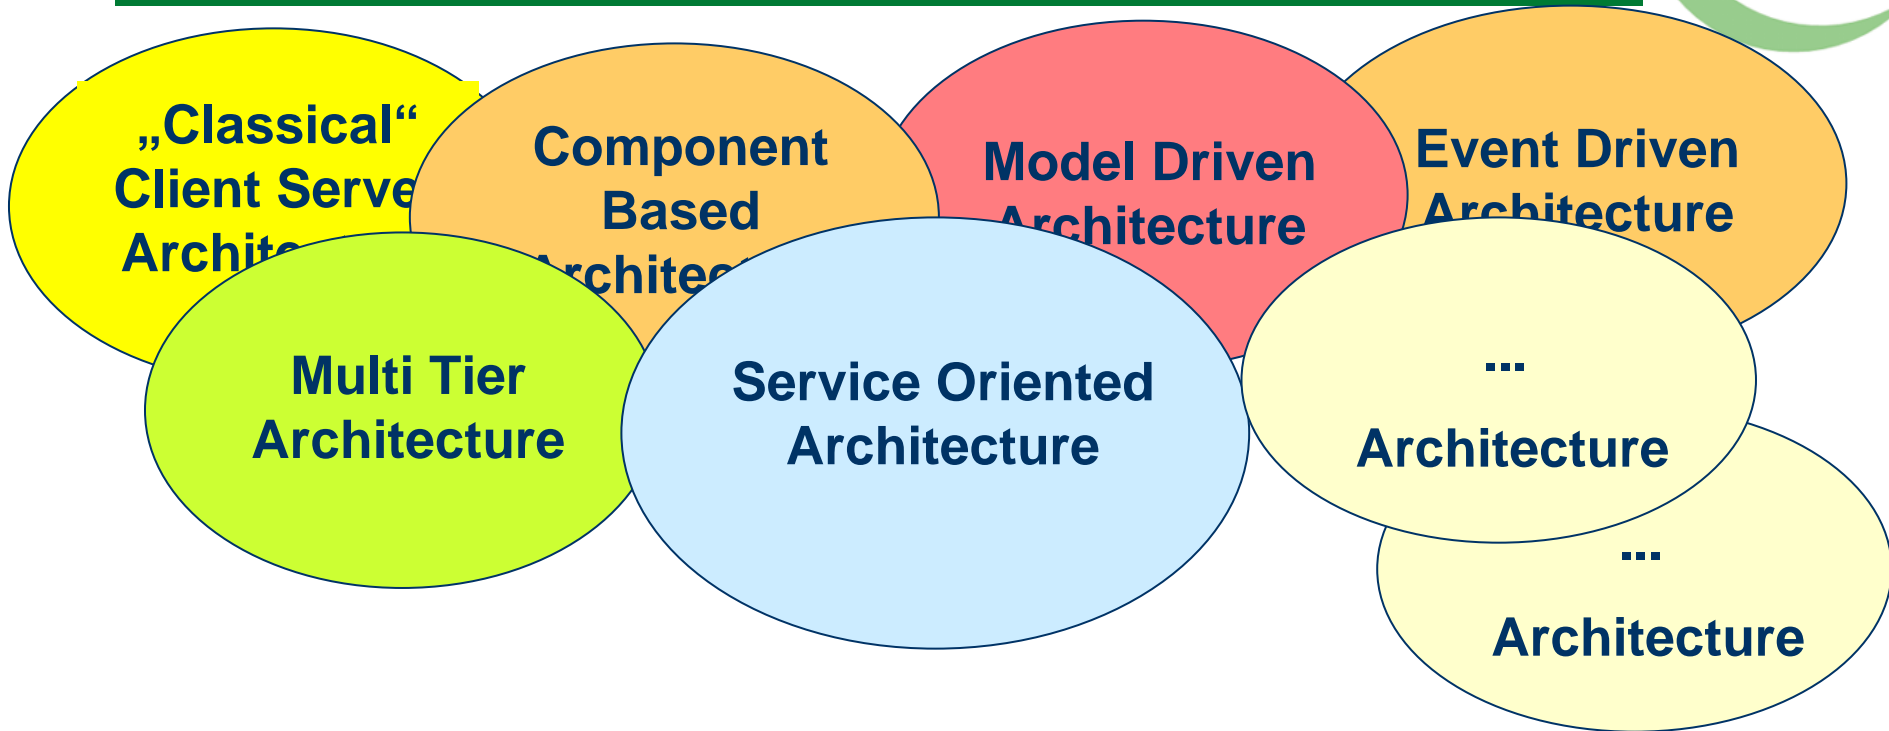 „Classical“
Client Serve
Archite
Component
Based
Architect
Model Driven
Architecture
Event Driven
Architecture
Multi Tier
Architecture
Service Oriented
Architecture
...
Architecture
...
Architecture